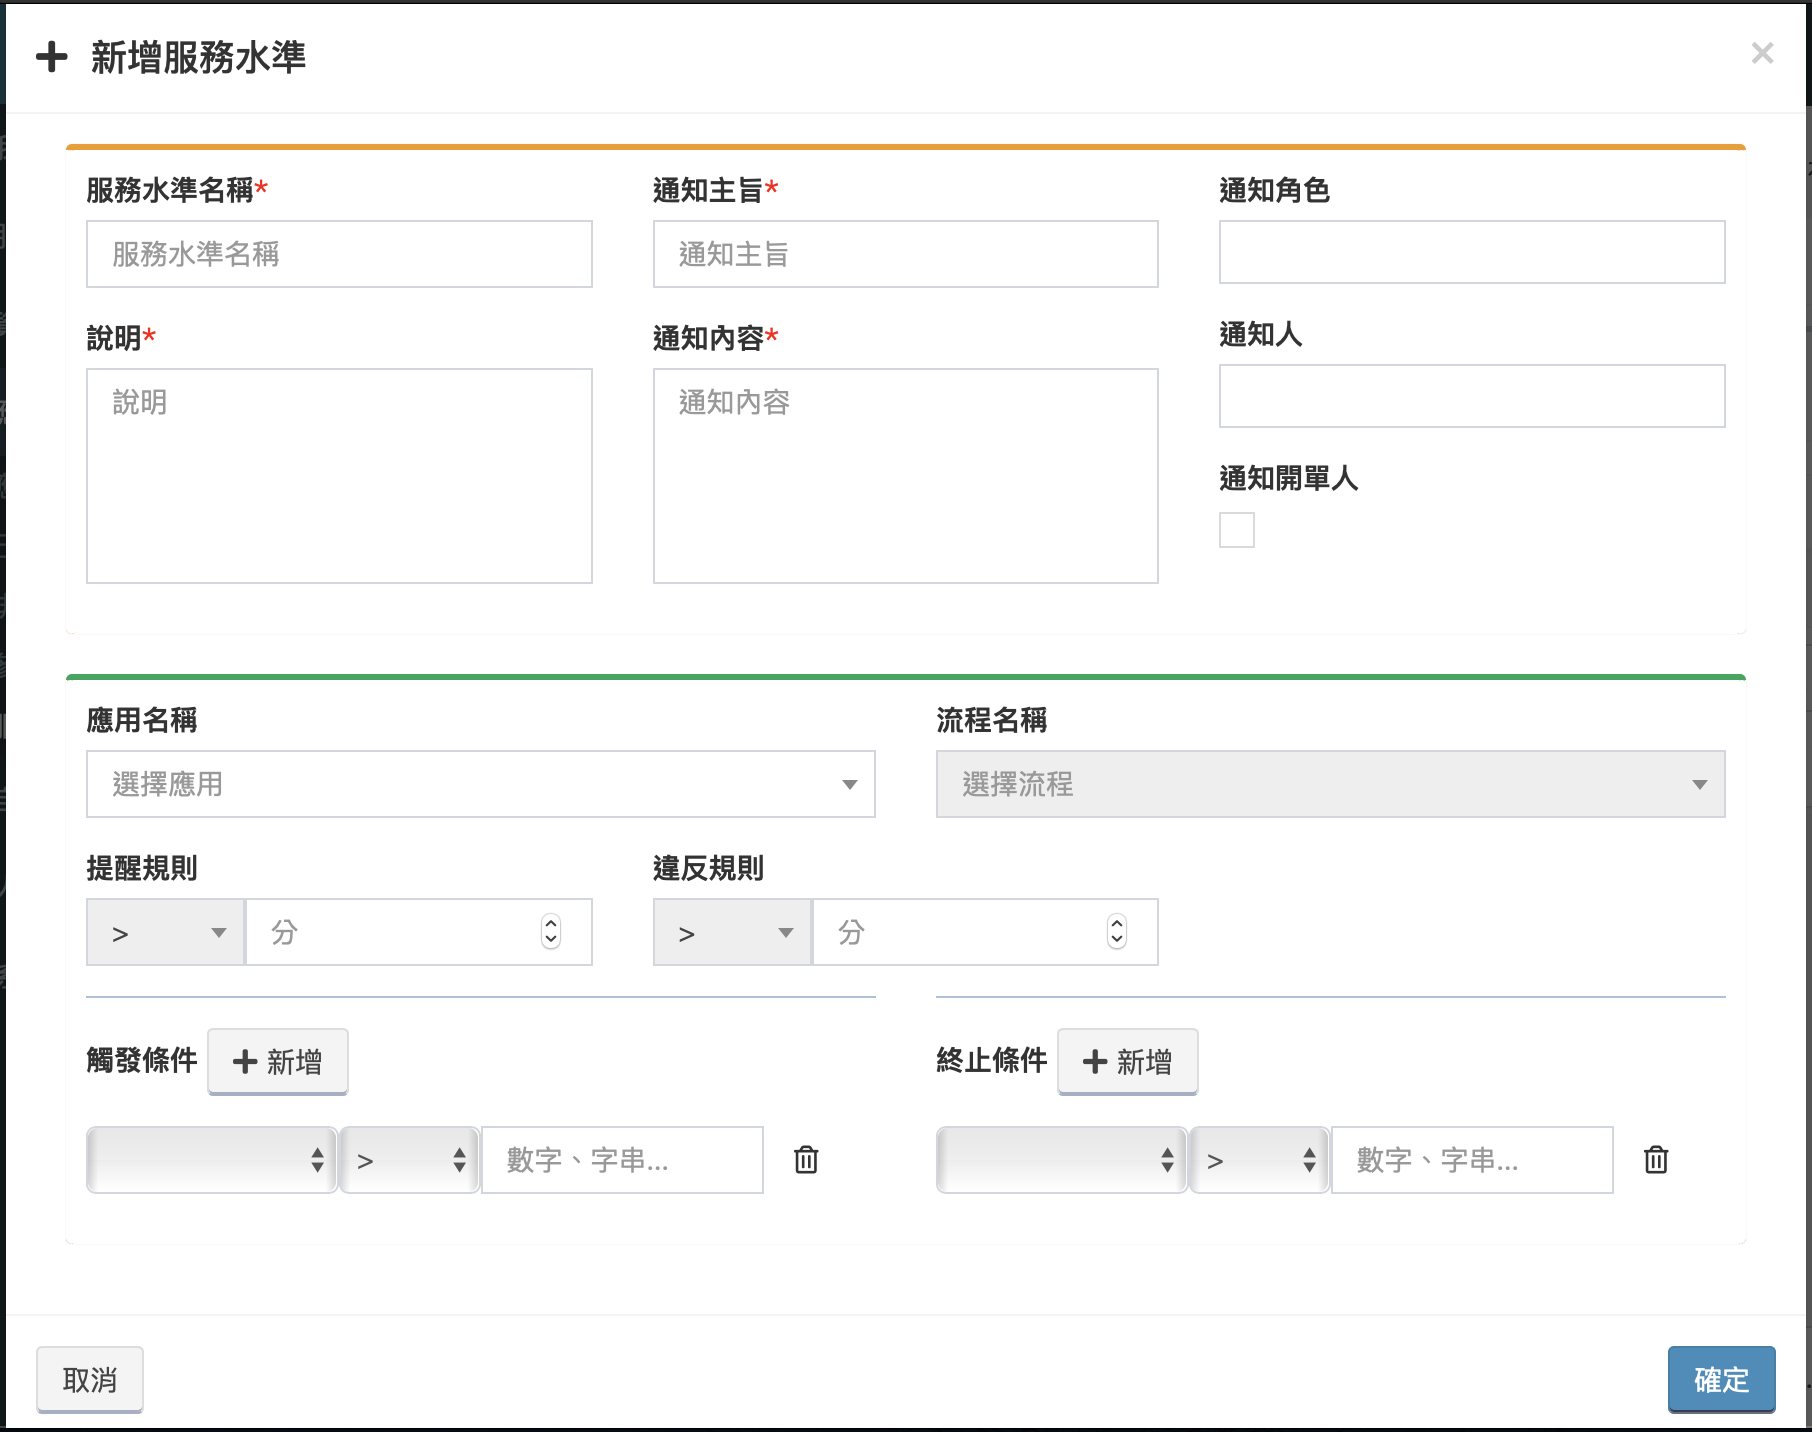 新增服務水準 ×
服務水準名稱* 通知主旨* 通知角色
服務水準名稱 通知主旨
說明* 通知內容* 通知人
說明 通知內容
通知開單人
應用名稱 流程名稱
選擇應用 選擇流程
提醒規則 違反規則
> 分 > 分
觸發條件 新增 終止條件 新增
> 數字、字串... > 數字、字串...
取消 確定